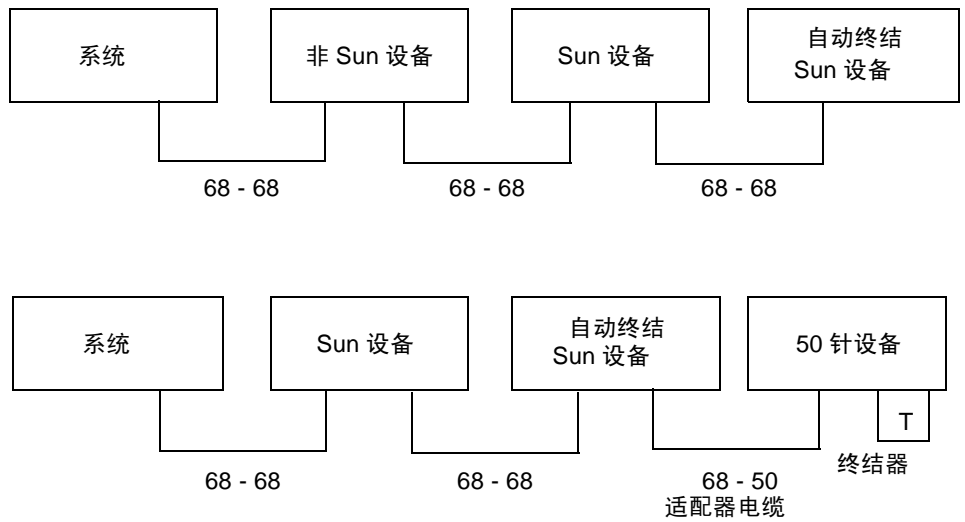 系统
非 Sun 设备
Sun 设备
自动终结
Sun 设备
68 - 68
68 - 68
68 - 68
系统
Sun 设备
自动终结
Sun 设备
50 针设备
T
终结器
68 - 68
68 - 68
68 - 50
适配器电缆